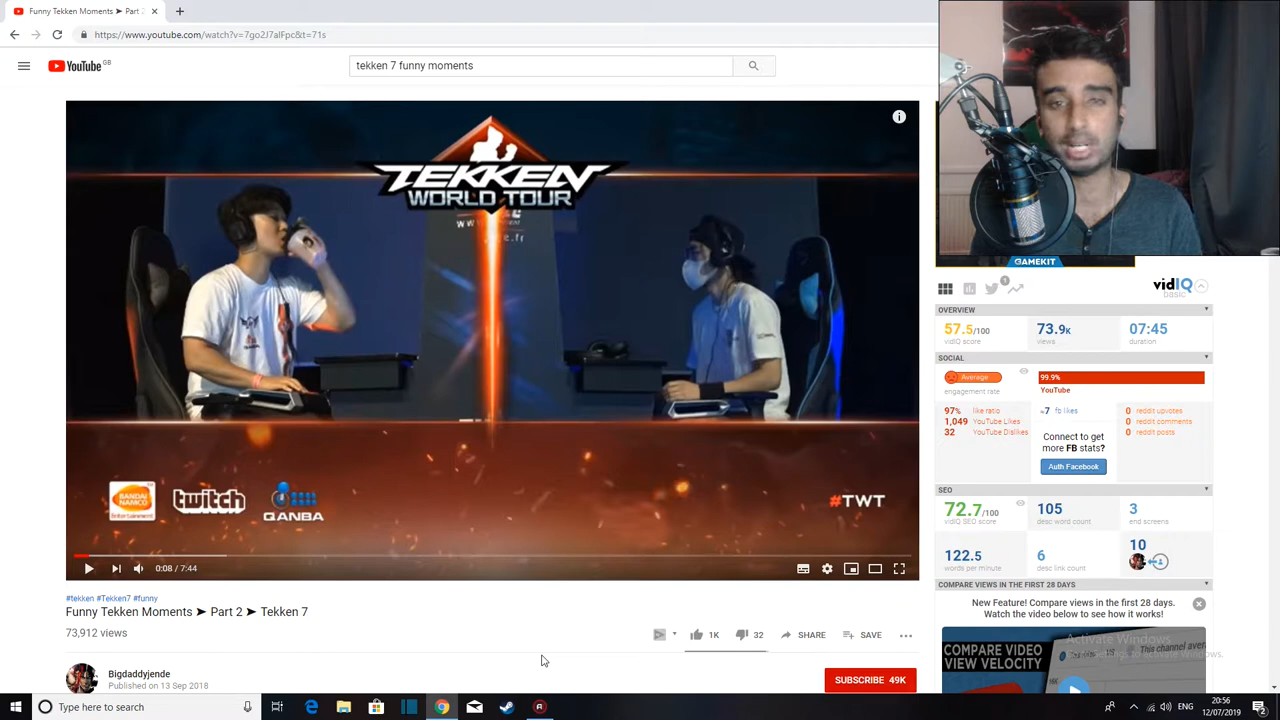 Funny Tekken Moments ➤ Part 2
https://www.youtube.com/watch?v=7go2J7alFpc&t=71s
YouTube GB
tekken 7 funny moments
TEKKEN
WORLD TOUR
BANDAI
NAMCO
Entertainment
twitch
QANBA
#TWT
0:08 / 7:44
#tekken #Tekken7 #funny
Funny Tekken Moments ➤ Part 2 ➤ Tekken 7
73,912 views
1K
32
SHARE
SAVE
Bigdaddyjende
Published on 13 Sep 2018
SUBSCRIBE 49K
GAMEKIT
1
vidIQ
basic
OVERVIEW
57.5/100
vidIQ score
73.9K
views
07:45
duration
SOCIAL
Average
engagement rate
99.9%
YouTube
97% like ratio
1,049 YouTube Likes
32 YouTube Dislikes
~7 fb likes
Connect to get
more FB stats?
Auth Facebook
0 reddit upvotes
0 reddit comments
0 reddit posts
SEO
72.7/100
vidIQ SEO score
105
desc word count
3
end screens
122.5
words per minute
6
desc link count
10
COMPARE VIEWS IN THE FIRST 28 DAYS
New Feature! Compare views in the first 28 days.
Watch the video below to see how it works!
COMPARE VIDEO
VIEW VELOCITY
Activate Windows
Type here to search
ENG
20:56
12/07/2019
2